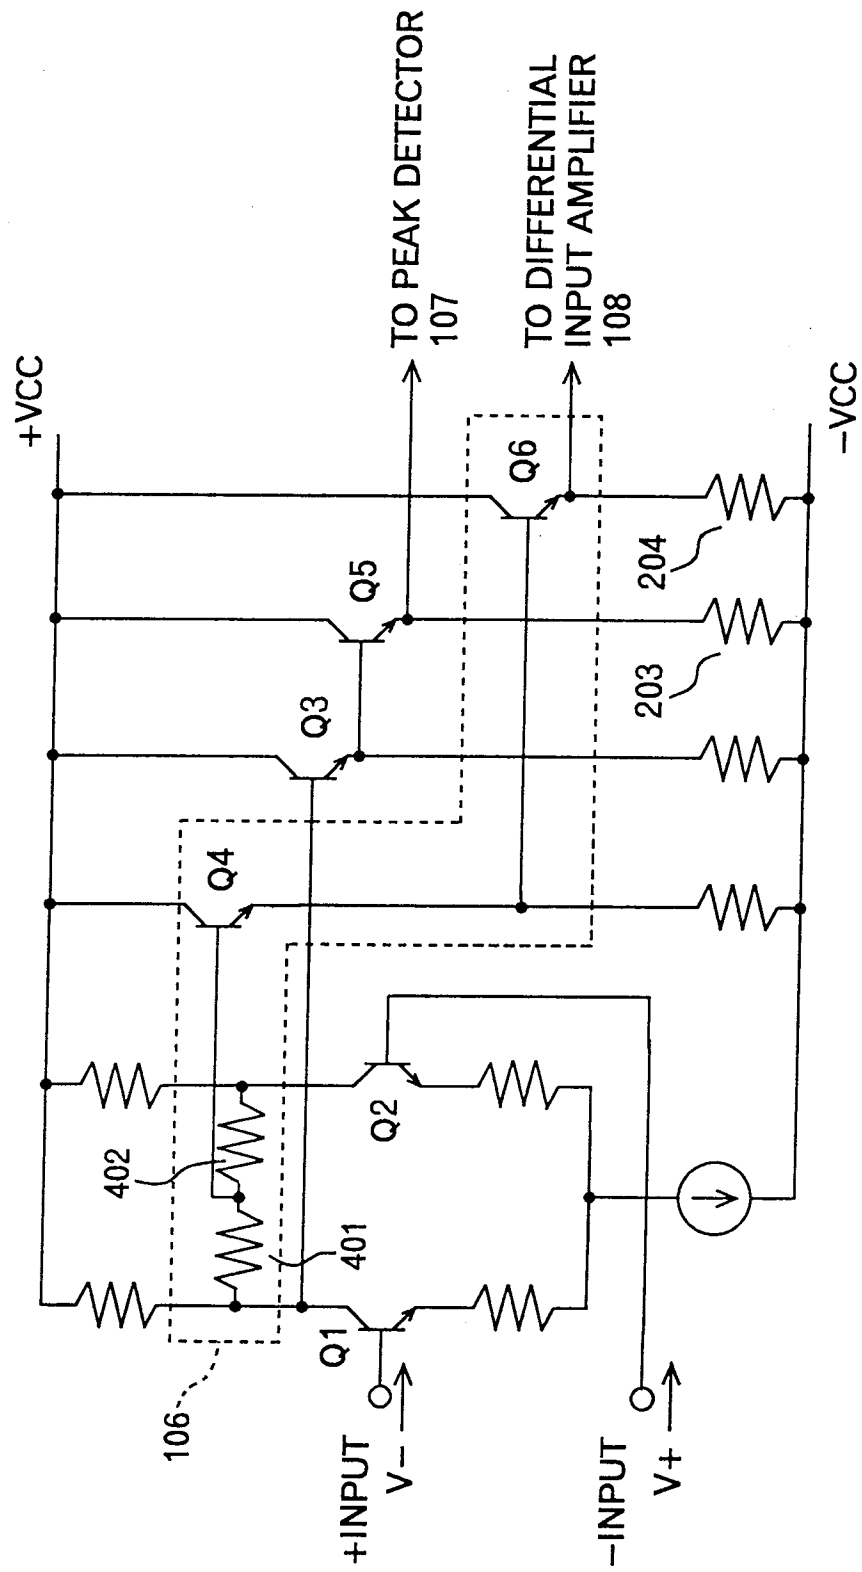 +VCC
TO PEAK DETECTOR
107
TO DIFFERENTIAL
INPUT AMPLIFIER
108
−VCC
Q6
Q5
Q3
Q4
204
203
402
401
Q2
Q1
106
+INPUT
V−
−INPUT
V+